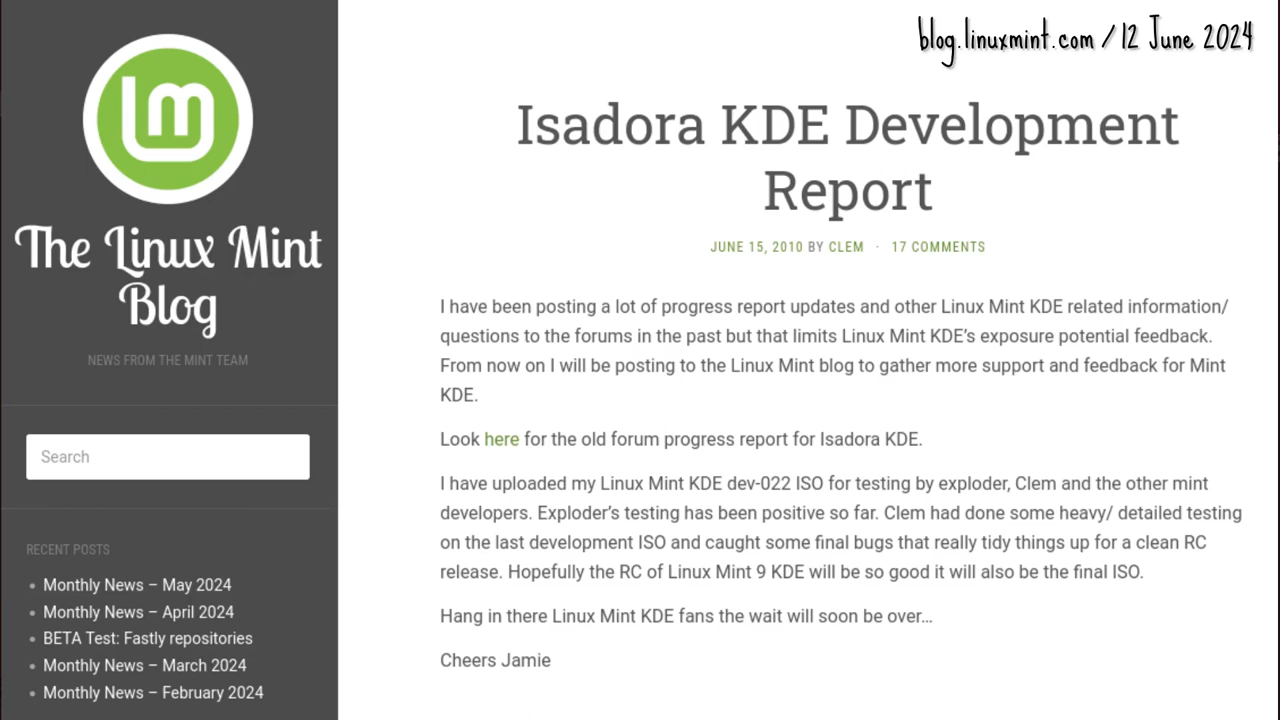 blog.linuxmint.com / 12 June 2024
lm
The Linux Mint
Blog
NEWS FROM THE MINT TEAM
Search
RECENT POSTS
Monthly News – May 2024
Monthly News – April 2024
BETA Test: Fastly repositories
Monthly News – March 2024
Monthly News – February 2024
Isadora KDE Development
Report
JUNE 15, 2010 BY CLEM · 17 COMMENTS
I have been posting a lot of progress report updates and other Linux Mint KDE related information/
questions to the forums in the past but that limits Linux Mint KDE’s exposure potential feedback.
From now on I will be posting to the Linux Mint blog to gather more support and feedback for Mint
KDE.
Look here for the old forum progress report for Isadora KDE.
I have uploaded my Linux Mint KDE dev-022 ISO for testing by exploder, Clem and the other mint
developers. Exploder’s testing has been positive so far. Clem had done some heavy/ detailed testing
on the last development ISO and caught some final bugs that really tidy things up for a clean RC
release. Hopefully the RC of Linux Mint 9 KDE will be so good it will also be the final ISO.
Hang in there Linux Mint KDE fans the wait will soon be over…
Cheers Jamie